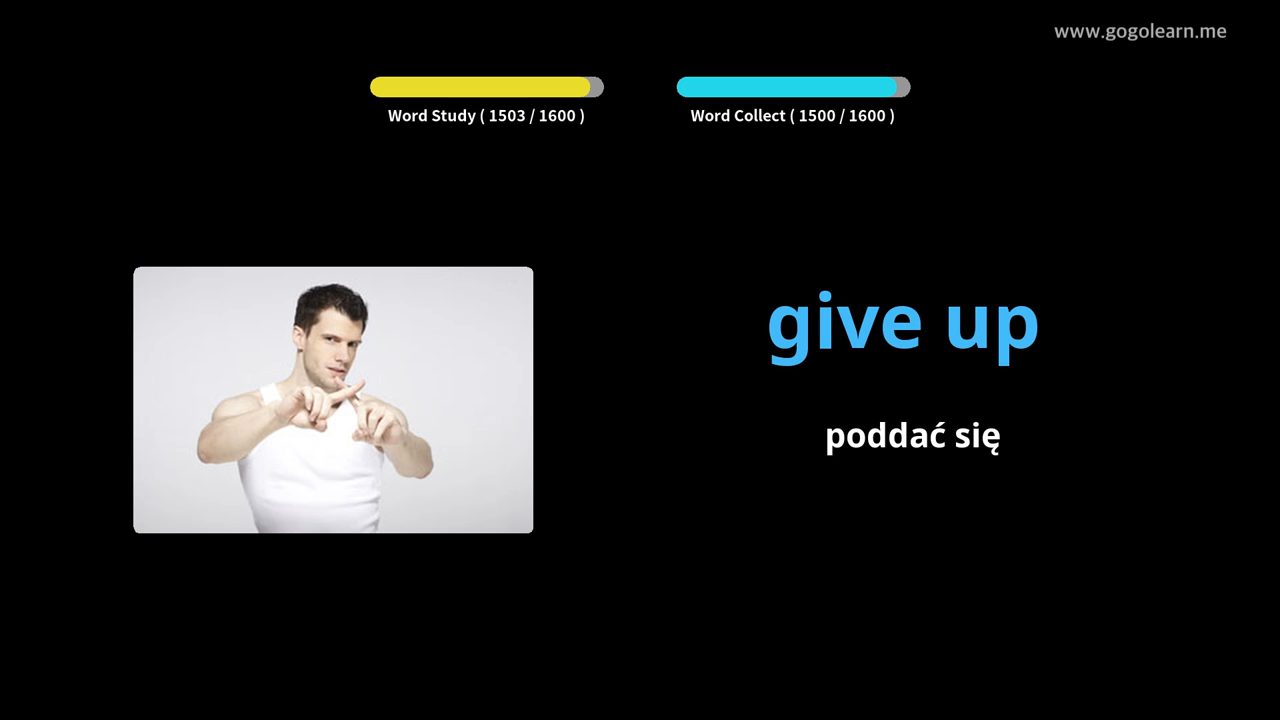 www.gogolearn.me
Word Study ( 1503 / 1600 )
Word Collect ( 1500 / 1600 )
give up
poddać się